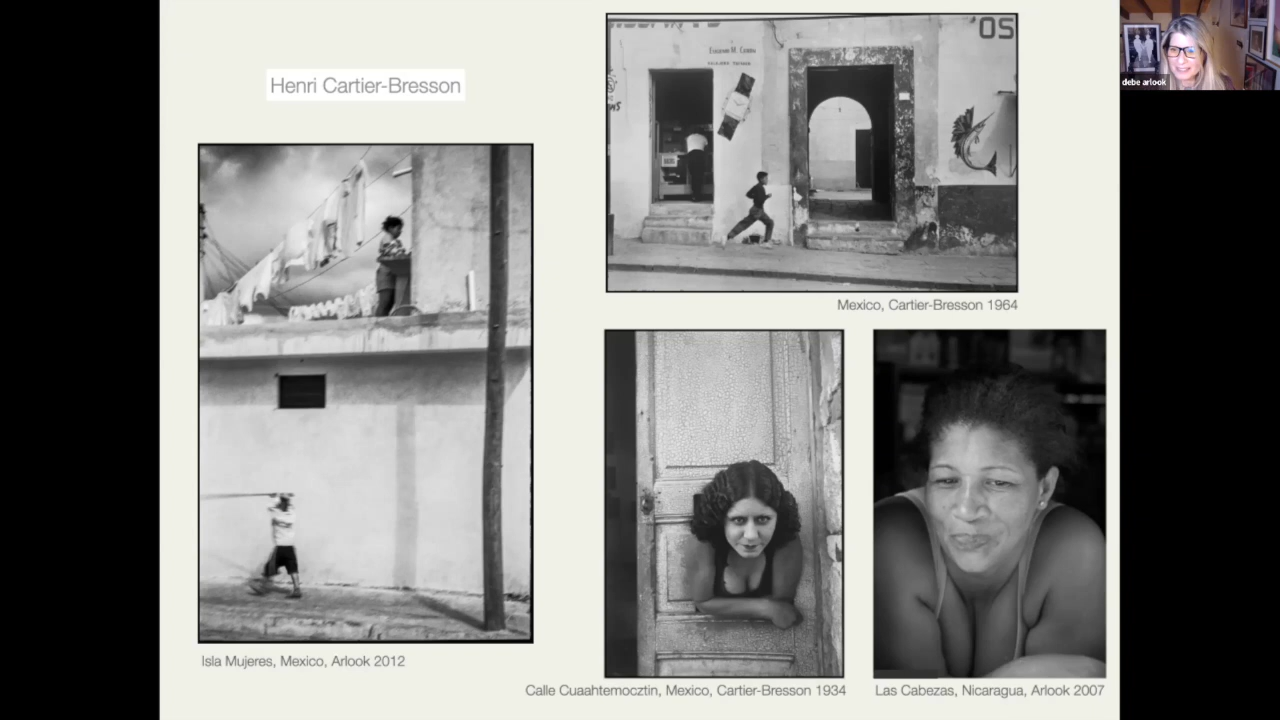 Henri Cartier-Bresson
'OS
debe arlook
Mexico, Cartier-Bresson 1964
Isla Mujeres, Mexico, Arlook 2012
Calle Cuaahtemocztin, Mexico, Cartier-Bresson 1934
Las Cabezas, Nicaragua, Arlook 2007